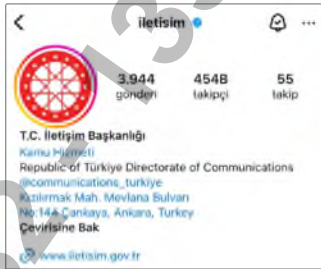 iletisim
3.944 454B 55
gönderi takipçi takip
T.C. İletişim Başkanlığı
Kamu Hizmeti
Republic of Türkiye Directorate of Communications
@communications_turkiye
Kızılırmak Mah. Mevlana Bulvarı
No:144 Çankaya, Ankara, Turkey
Çevirisine Bak
www.iletisim.gov.tr